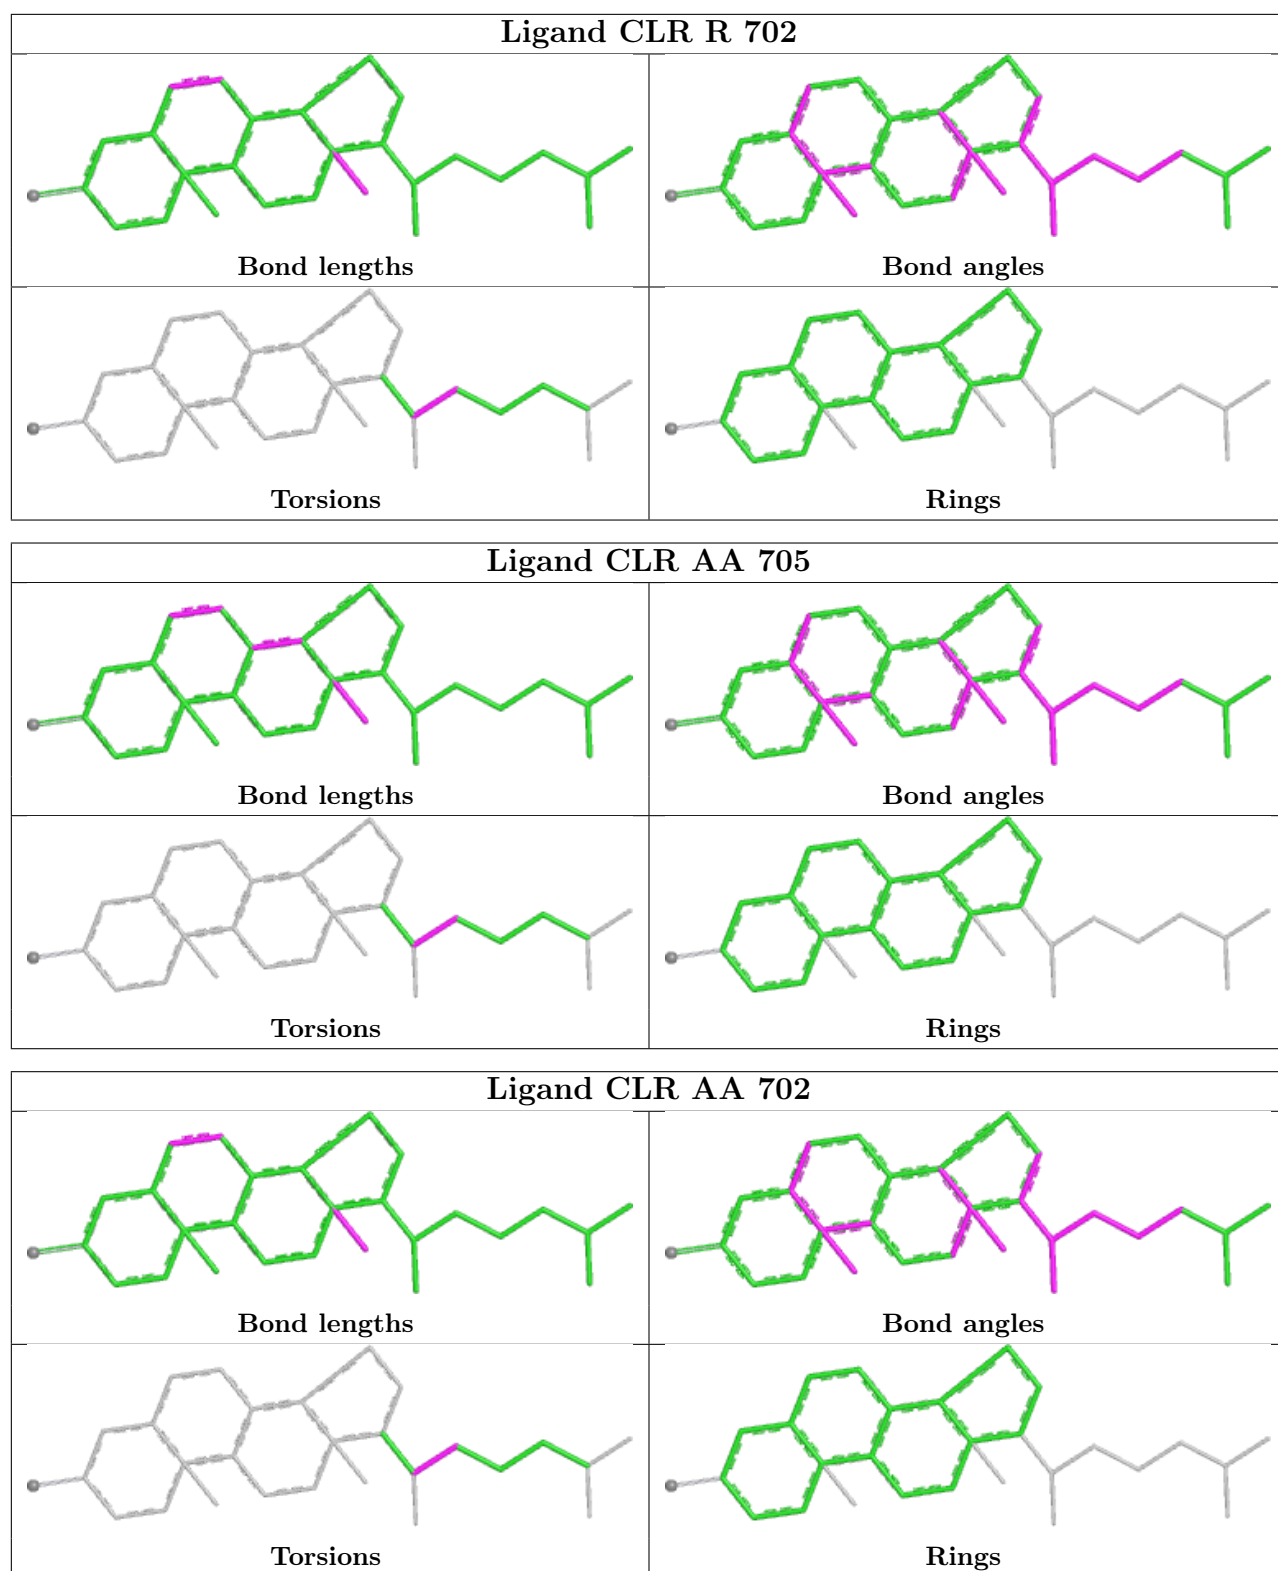 Ligand CLR R 702
Bond lengths
Bond angles
Torsions
Rings
Ligand CLR AA 705
Bond lengths
Bond angles
Torsions
Rings
Ligand CLR AA 702
Bond lengths
Bond angles
Torsions
Rings